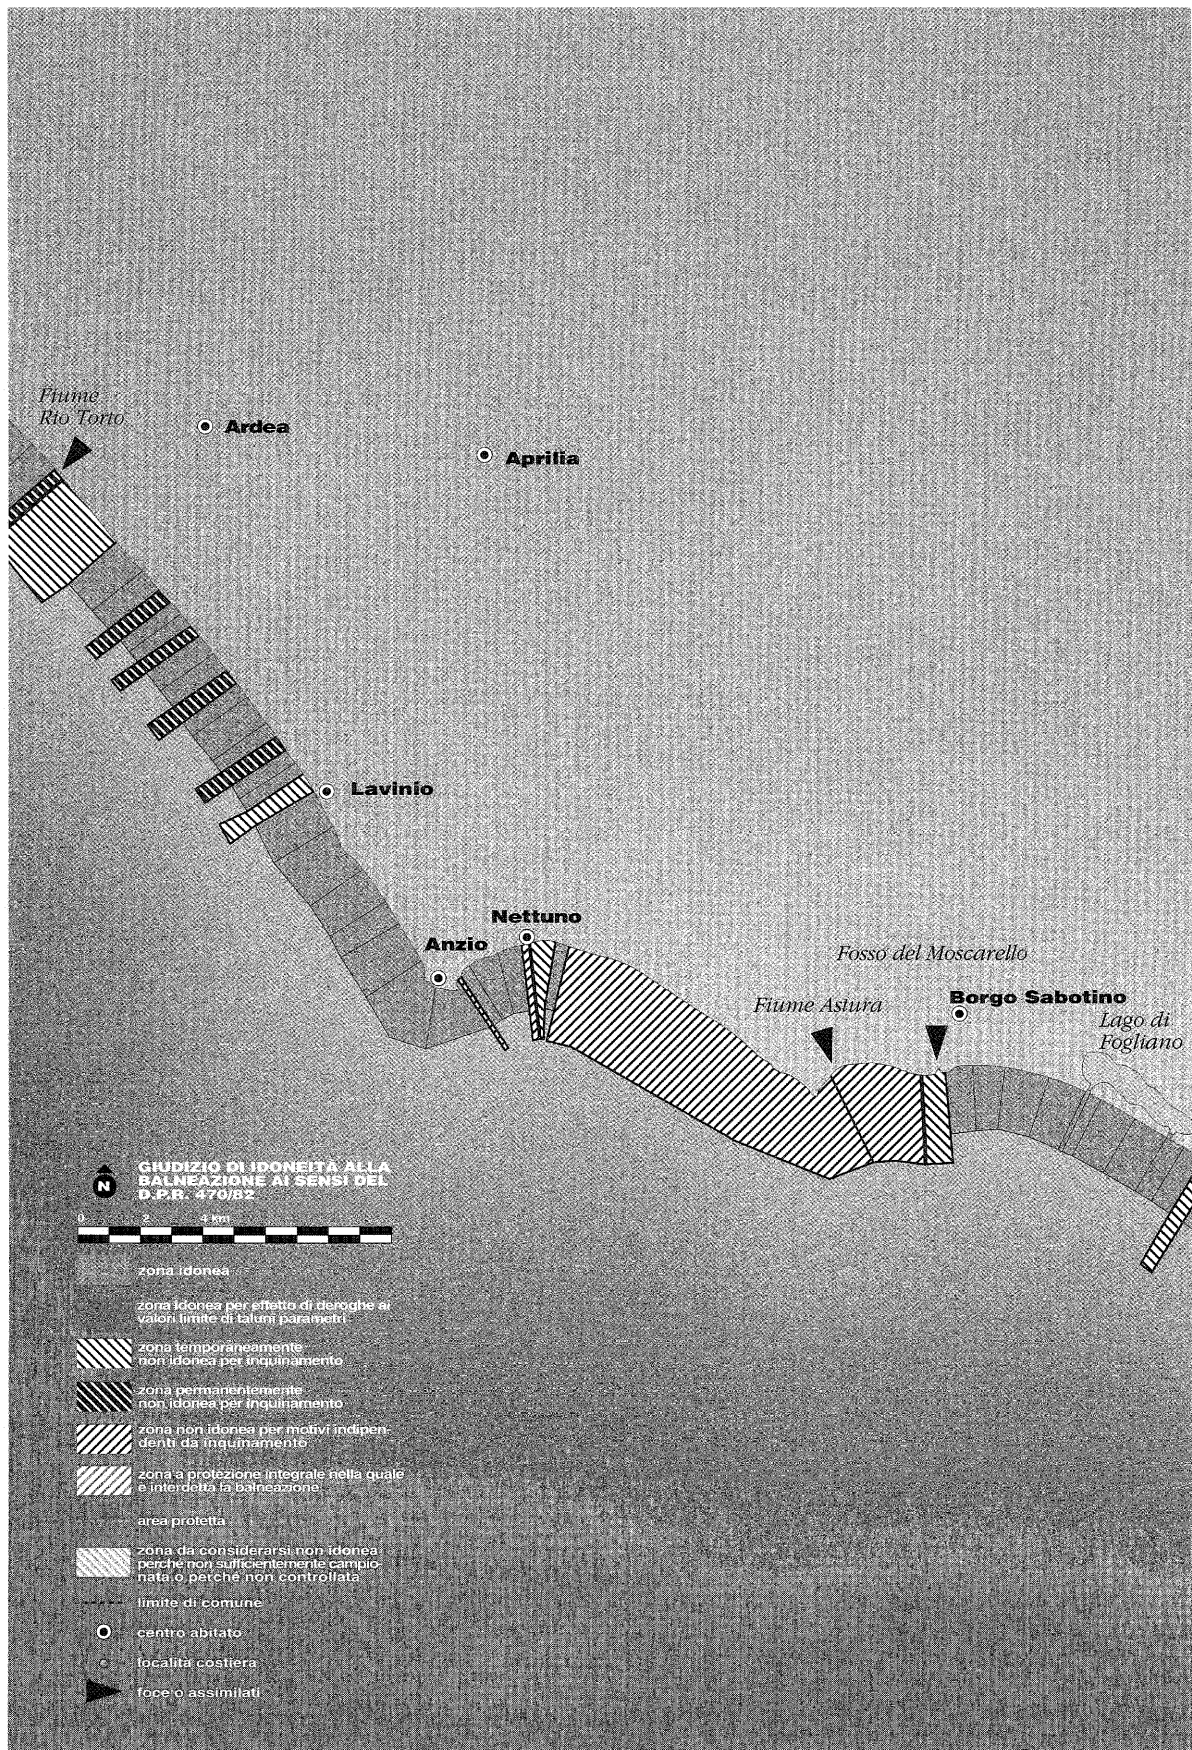 Fiume
Rio Torto
Ardea
Aprilia
Lavinio
Nettuno
Anzio
Fosso del Moscarello
Fiume Astura
Borgo Sabotino
Lago di
Fogliano
N
GIUDIZIO DI IDONEITÀ ALLA
BALNEAZIONE AI SENSI DEL
D.P.R. 470/82
0 2 4 km
zona idonea
zona idonea per effetto di deroghe ai
valori limite di taluni parametri
zona temporaneamente
non idonea per inquinamento
zona permanentemente
non idonea per inquinamento
zona non idonea per motivi indipen-
denti da inquinamento
zona a protezione integrale nella quale
e interdetta la balneazione
area protetta
zona da considerarsi non idonea
perché non sufficientemente campio-
nata o perché non controllata
limite di comune
centro abitato
località costiera
foce o assimilati